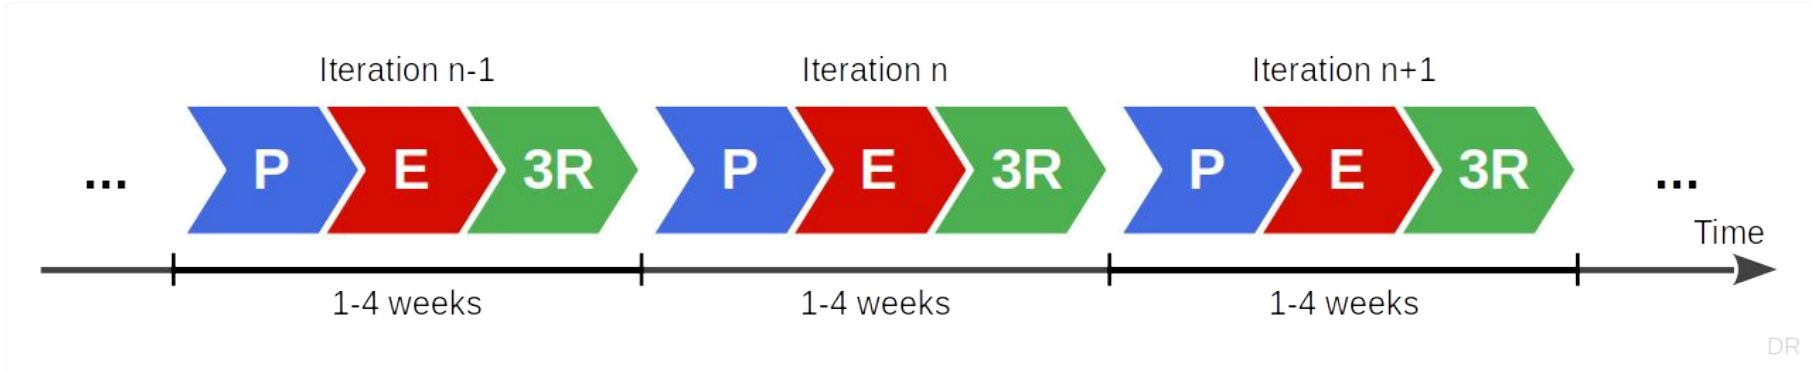 Iteration n-1 Iteration n Iteration n+1
... P E 3R P E 3R P E 3R ...
Time
1-4 weeks 1-4 weeks 1-4 weeks
DR